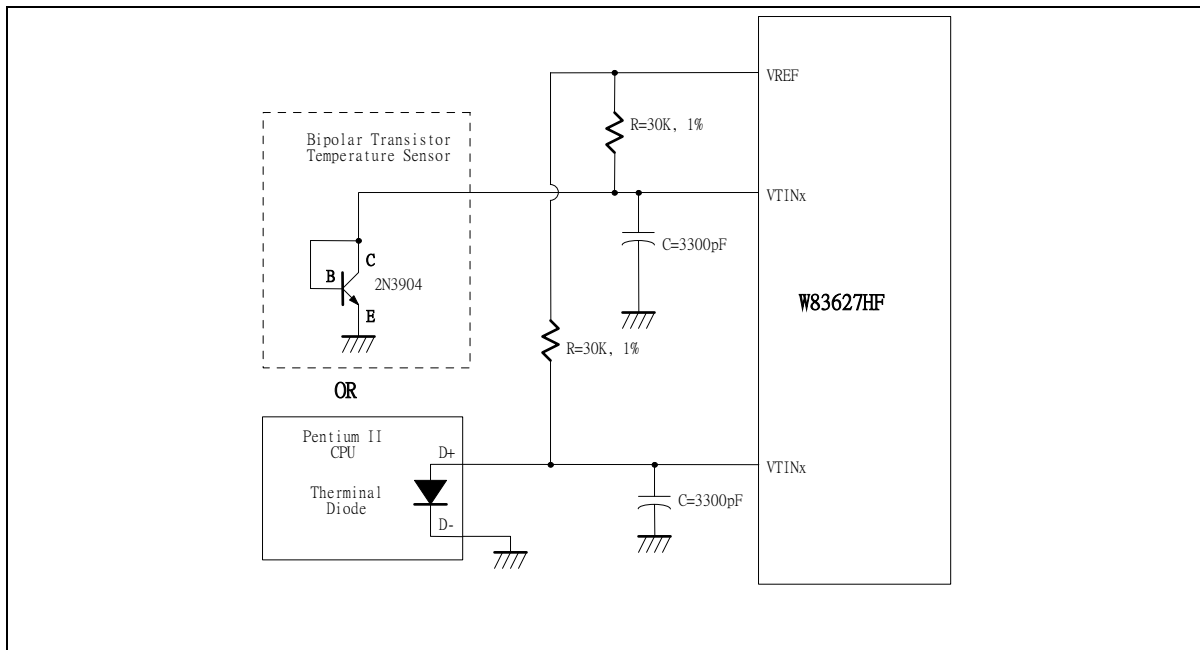 VREF
R=30K, 1%
Bipolar Transistor
Temperature Sensor
VTINx
C=3300pF
C
B
2N3904
E
W83627HF
R=30K, 1%
OR
Pentium II
CPU
D+
VTINx
Therminal
Diode
C=3300pF
D-